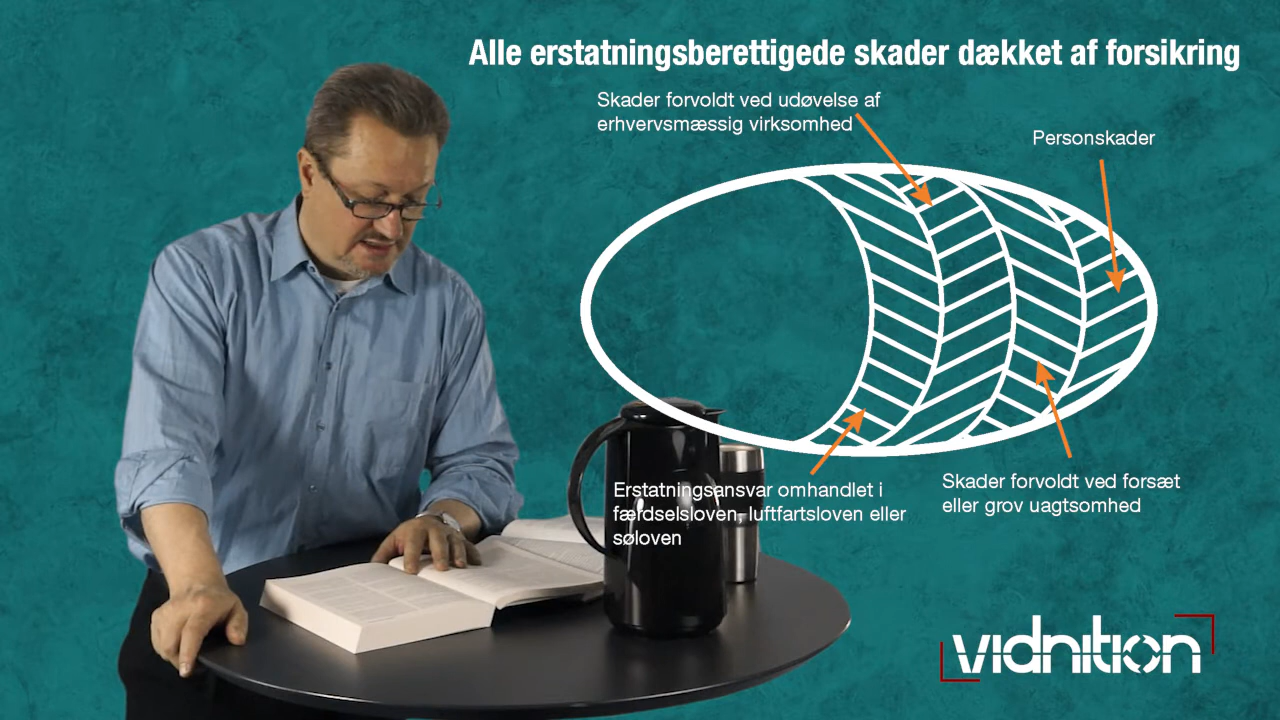 Alle erstatningsberettigede skader dækket af forsikring
Skader forvoldt ved udøvelse af
erhvervsmæssig virksomhed
Personskader
Erstatningsansvar omhandlet i
færdselsloven, luftfartsloven eller
søloven
Skader forvoldt ved forsæt
eller grov uagtsomhed
vidnition